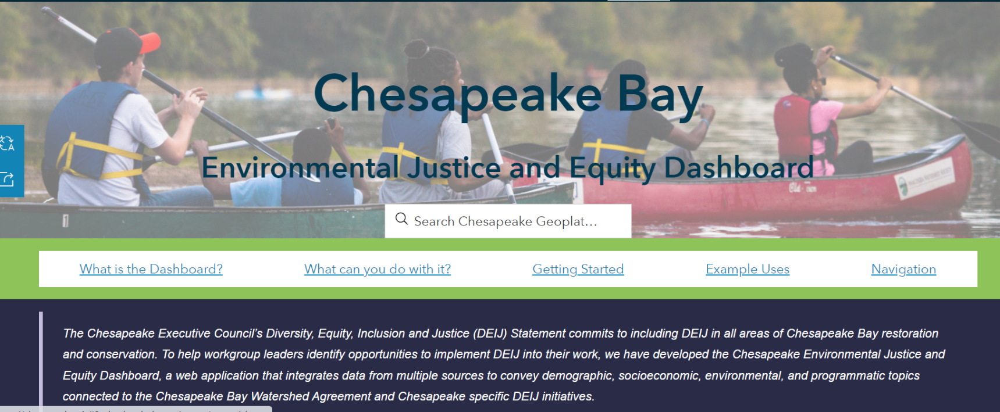 Chesapeake Bay
Environmental Justice and Equity Dashboard
Search Chesapeake Geoplat...
What is the Dashboard?
What can you do with it?
Getting Started
Example Uses
Navigation
The Chesapeake Executive Council's Diversity, Equity, Inclusion and Justice (DEIJ) Statement commits to including DEIJ in all areas of Chesapeake Bay restoration
and conservation. To help workgroup leaders identify opportunities to implement DEIJ into their work, we have developed the Chesapeake Environmental Justice and
Equity Dashboard, a web application that integrates data from multiple sources to convey demographic, socioeconomic, environmental, and programmatic topics
connected to the Chesapeake Bay Watershed Agreement and Chesapeake specific DEIJ initiatives.